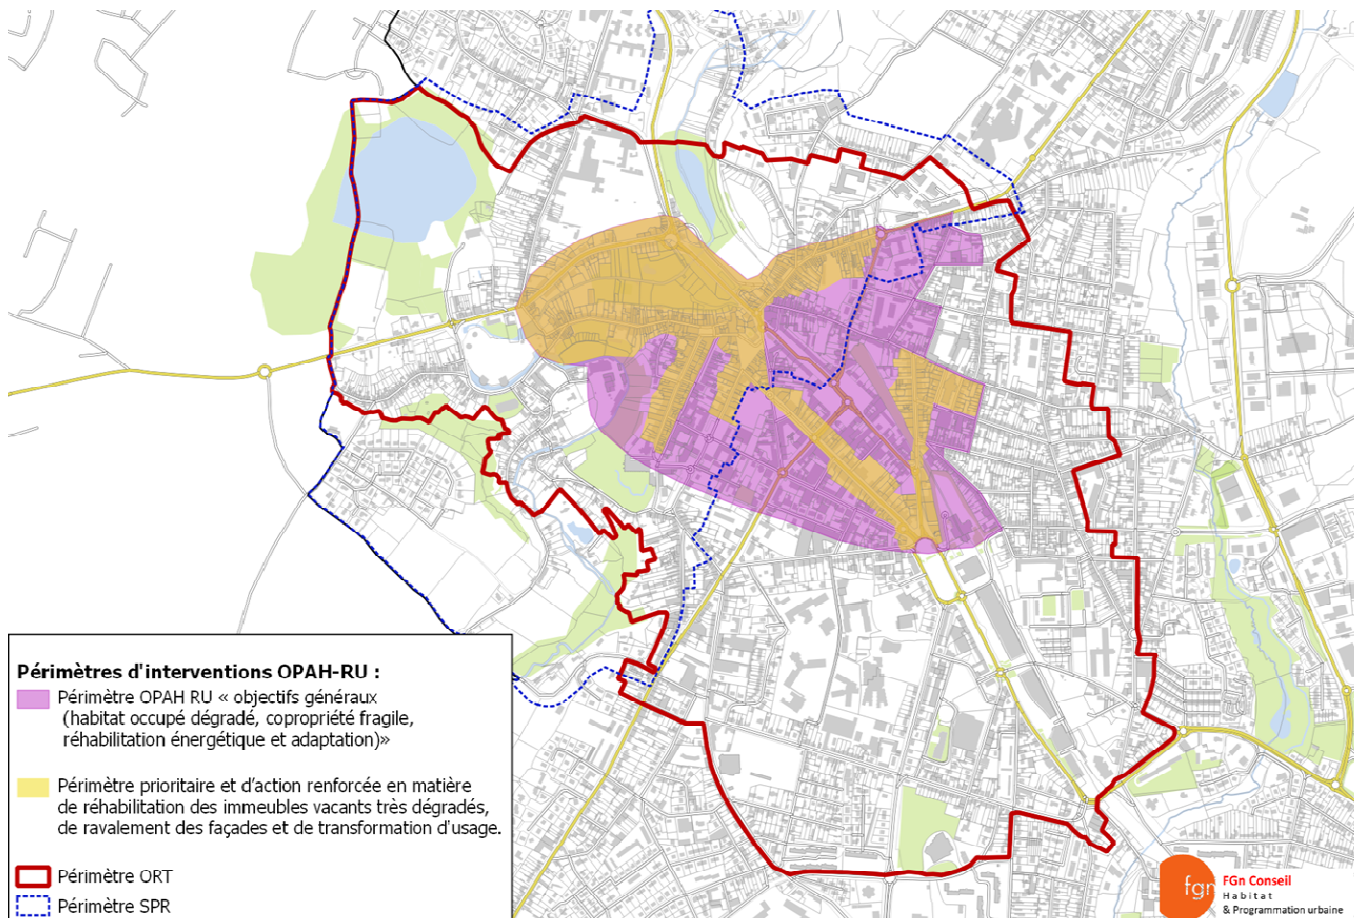 Périmètres d'interventions OPAH-RU :
Périmètre OPAH RU « objectifs généraux
(habitat occupé dégradé, copropriété fragile,
réhabilitation énergétique et adaptation)»
Périmètre prioritaire et d'action renforcée en matière
de réhabilitation des immeubles vacants très dégradés,
de ravalement des façades et de transformation d'usage.
Périmètre ORT
Périmètre SPR
fgn
FGn Conseil
Habitat
& Programmation urbaine